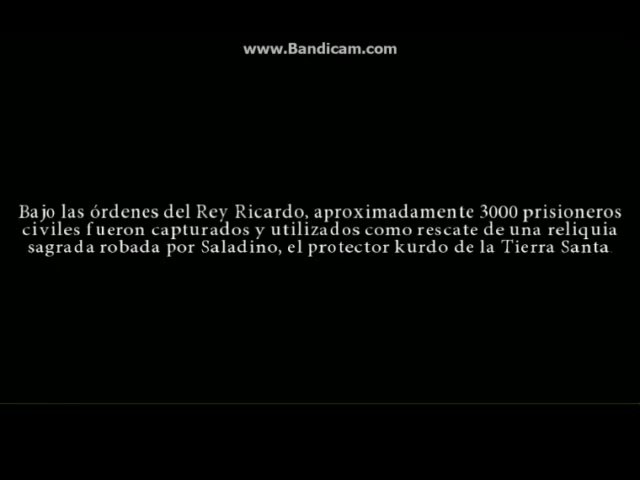 www.Bandicam.com
Bajo las órdenes del Rey Ricardo, aproximadamente 3000 prisioneros
civiles fueron capturados y utilizados como rescate de una reliquia
sagrada robada por Saladino, el protector kurdo de la Tierra Santa